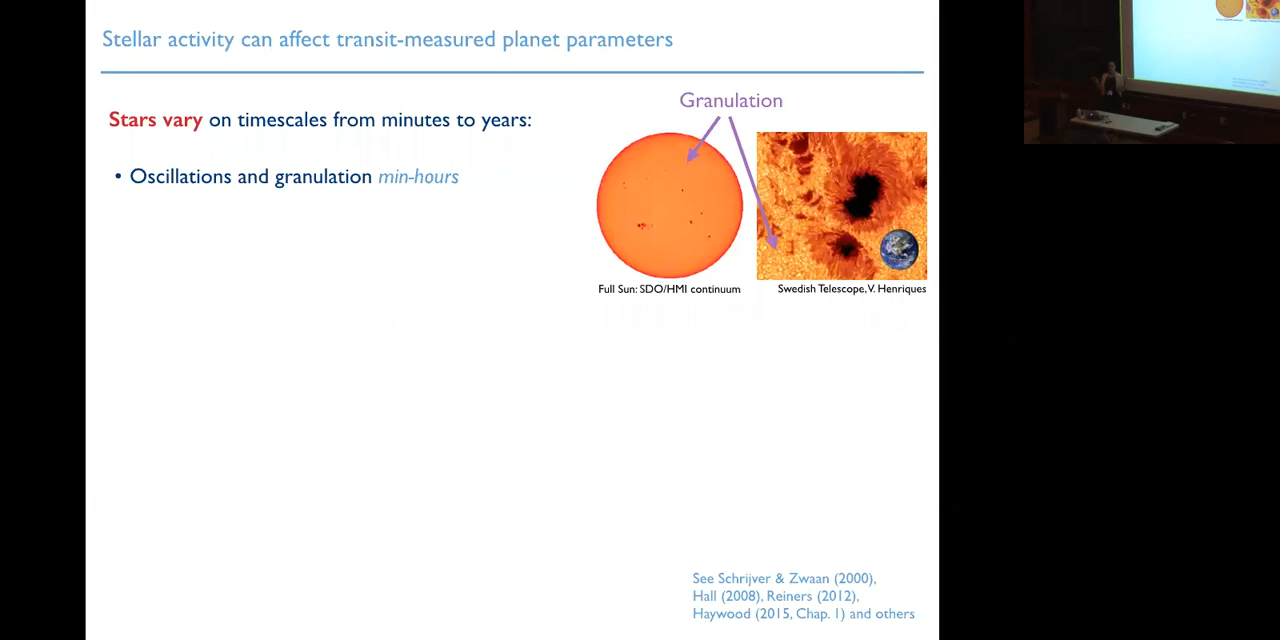 Stellar activity can affect transit-measured planet parameters
Stars vary on timescales from minutes to years:
• Oscillations and granulation min-hours
Granulation
Full Sun: SDO/HMI continuum
Swedish Telescope, V. Henriques
See Schrijver & Zwaan (2000),
Hall (2008), Reiners (2012),
Haywood (2015, Chap. 1) and others